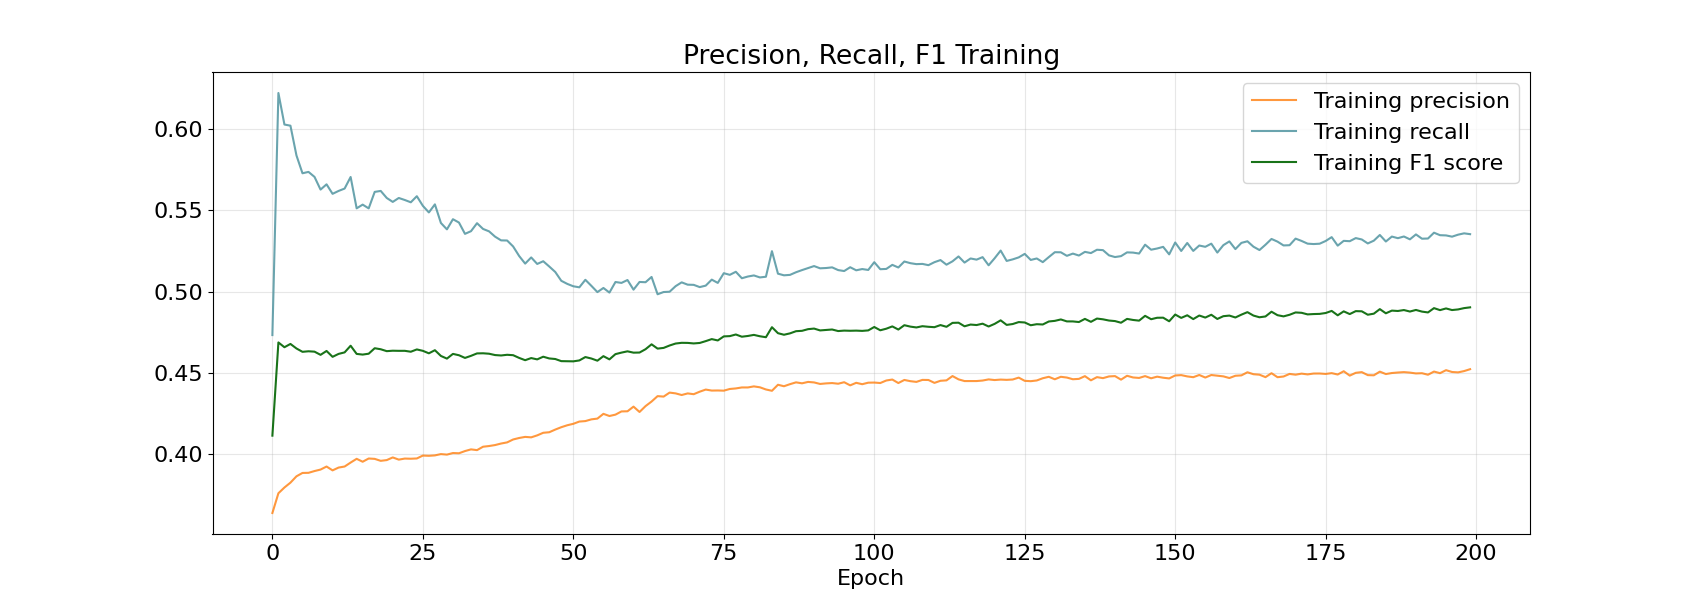 Precision, Recall, F1 Training
Training precision
Training recall
Training F1 score
0.60
0.55
0.50
0.45
0.40
0 25 50 75 100 125 150 175 200
Epoch